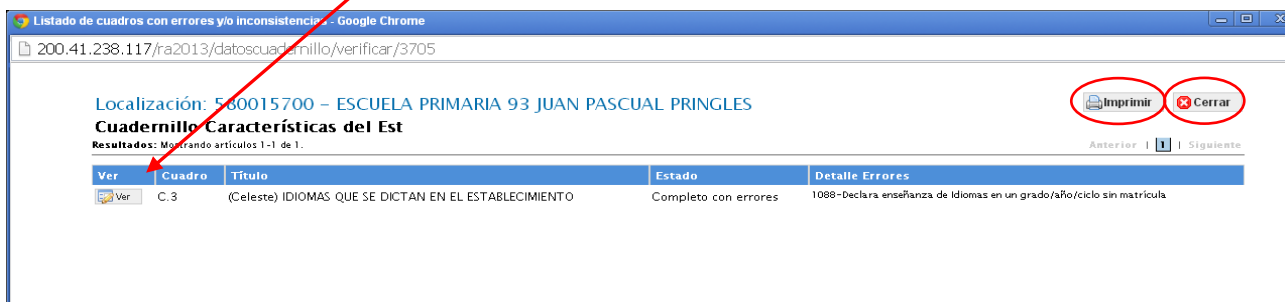 Listado de cuadros con errores y/o inconsistencias - Google Chrome
200.41.238.117/ra2013/datoscuadernillo/verificar/3705
Localización: 580015700 - ESCUELA PRIMARIA 93 JUAN PASCUAL PRINGLES
Imprimir Cerrar
Cuadernillo Características del Est
Resultados: Mostrando artículos 1-1 de 1.
Anterior | 1 | Siguiente
Ver Cuadro Título Estado Detalle Errores
Ver C.3 (Celeste) IDIOMAS QUE SE DICTAN EN EL ESTABLECIMIENTO Completo con errores 1088-Declara enseñanza de Idiomas en un grado/año/ciclo sin matrícula